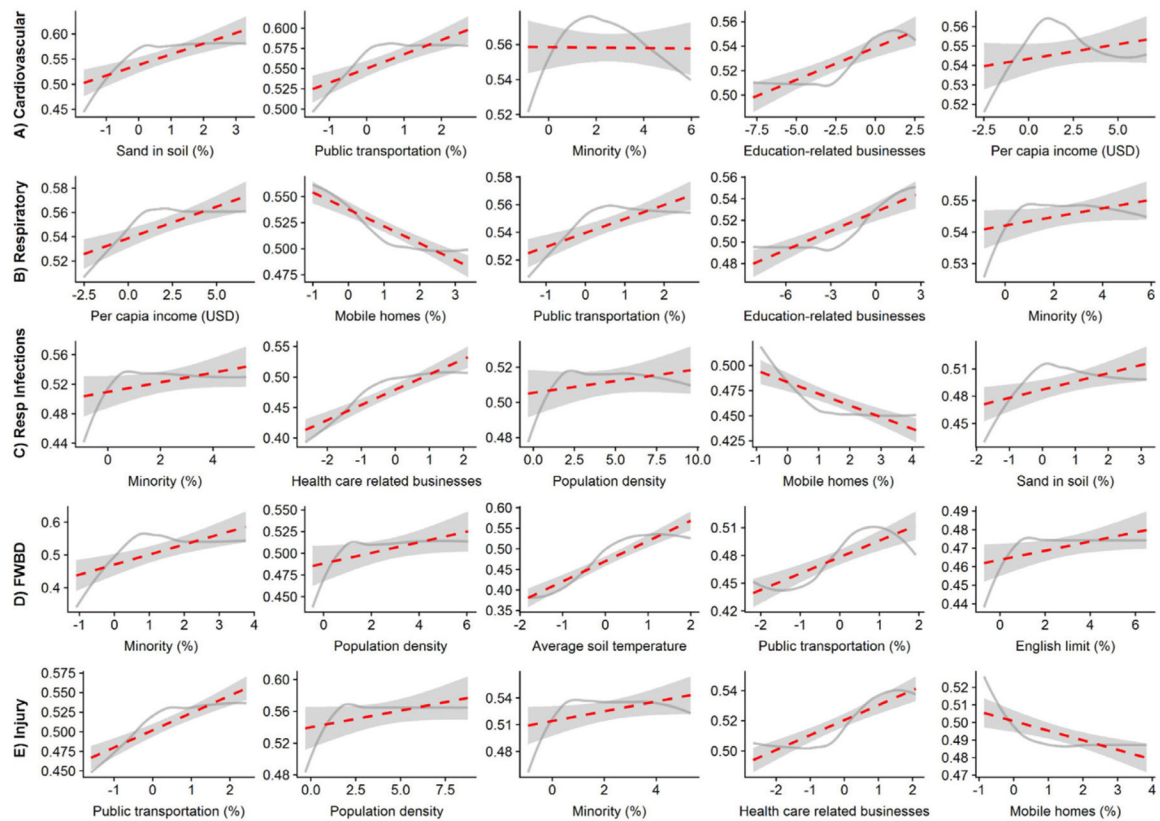 A) Cardiovascular
0.60
0.55
0.50
0.45
-1 0 1 2 3
Sand in soil (%)
0.600
0.575
0.550
0.525
0.500
-1 0 1 2
Public transportation (%)
0.56
0.54
0.52
0 2 4 6
Minority (%)
0.54
0.52
0.50
-7.5 -5.0 -2.5 0.0 2.5
Education-related businesses
0.56
0.55
0.54
0.53
0.52
-2.5 0.0 2.5 5.0
Per capia income (USD)
B) Respiratory
0.58
0.56
0.54
0.52
-2.5 0.0 2.5 5.0
Per capia income (USD)
0.550
0.525
0.500
0.475
-1 0 1 2 3
Mobile homes (%)
0.58
0.56
0.54
0.52
-1 0 1 2
Public transportation (%)
0.56
0.54
0.52
0.50
0.48
-6 -3 0 3
Education-related businesses
0.55
0.54
0.53
0 2 4 6
Minority (%)
C) Resp Infections
0.56
0.52
0.48
0.44
0 2 4
Minority (%)
0.55
0.50
0.45
0.40
-2 -1 0 1 2
Health care related businesses
0.52
0.50
0.48
0.0 2.5 5.0 7.5 10.0
Population density
0.500
0.475
0.450
0.425
-1 0 1 2 3 4
Mobile homes (%)
0.51
0.48
0.45
-2 -1 0 1 2 3
Sand in soil (%)
D) FWBD
0.6
0.5
0.4
-1 0 1 2 3 4
Minority (%)
0.550
0.525
0.500
0.475
0.450
0 2 4 6
Population density
0.60
0.55
0.50
0.45
0.40
0.35
-1 0 1 2
Average soil temperature
0.51
0.48
0.45
0.42
-2 -1 0 1 2
Public transportation (%)
0.49
0.48
0.47
0.46
0.45
0.44
0 2 4 6
English limit (%)
E) Injury
0.575
0.550
0.525
0.500
0.475
0.450
-1 0 1 2
Public transportation (%)
0.60
0.56
0.52
0.48
0.0 2.5 5.0 7.5
Population density
0.54
0.51
0.48
0 2 4
Minority (%)
0.54
0.52
0.50
-2 -1 0 1 2
Health care related businesses
0.52
0.51
0.50
0.49
0.48
0.47
-1 0 1 2 3 4
Mobile homes (%)